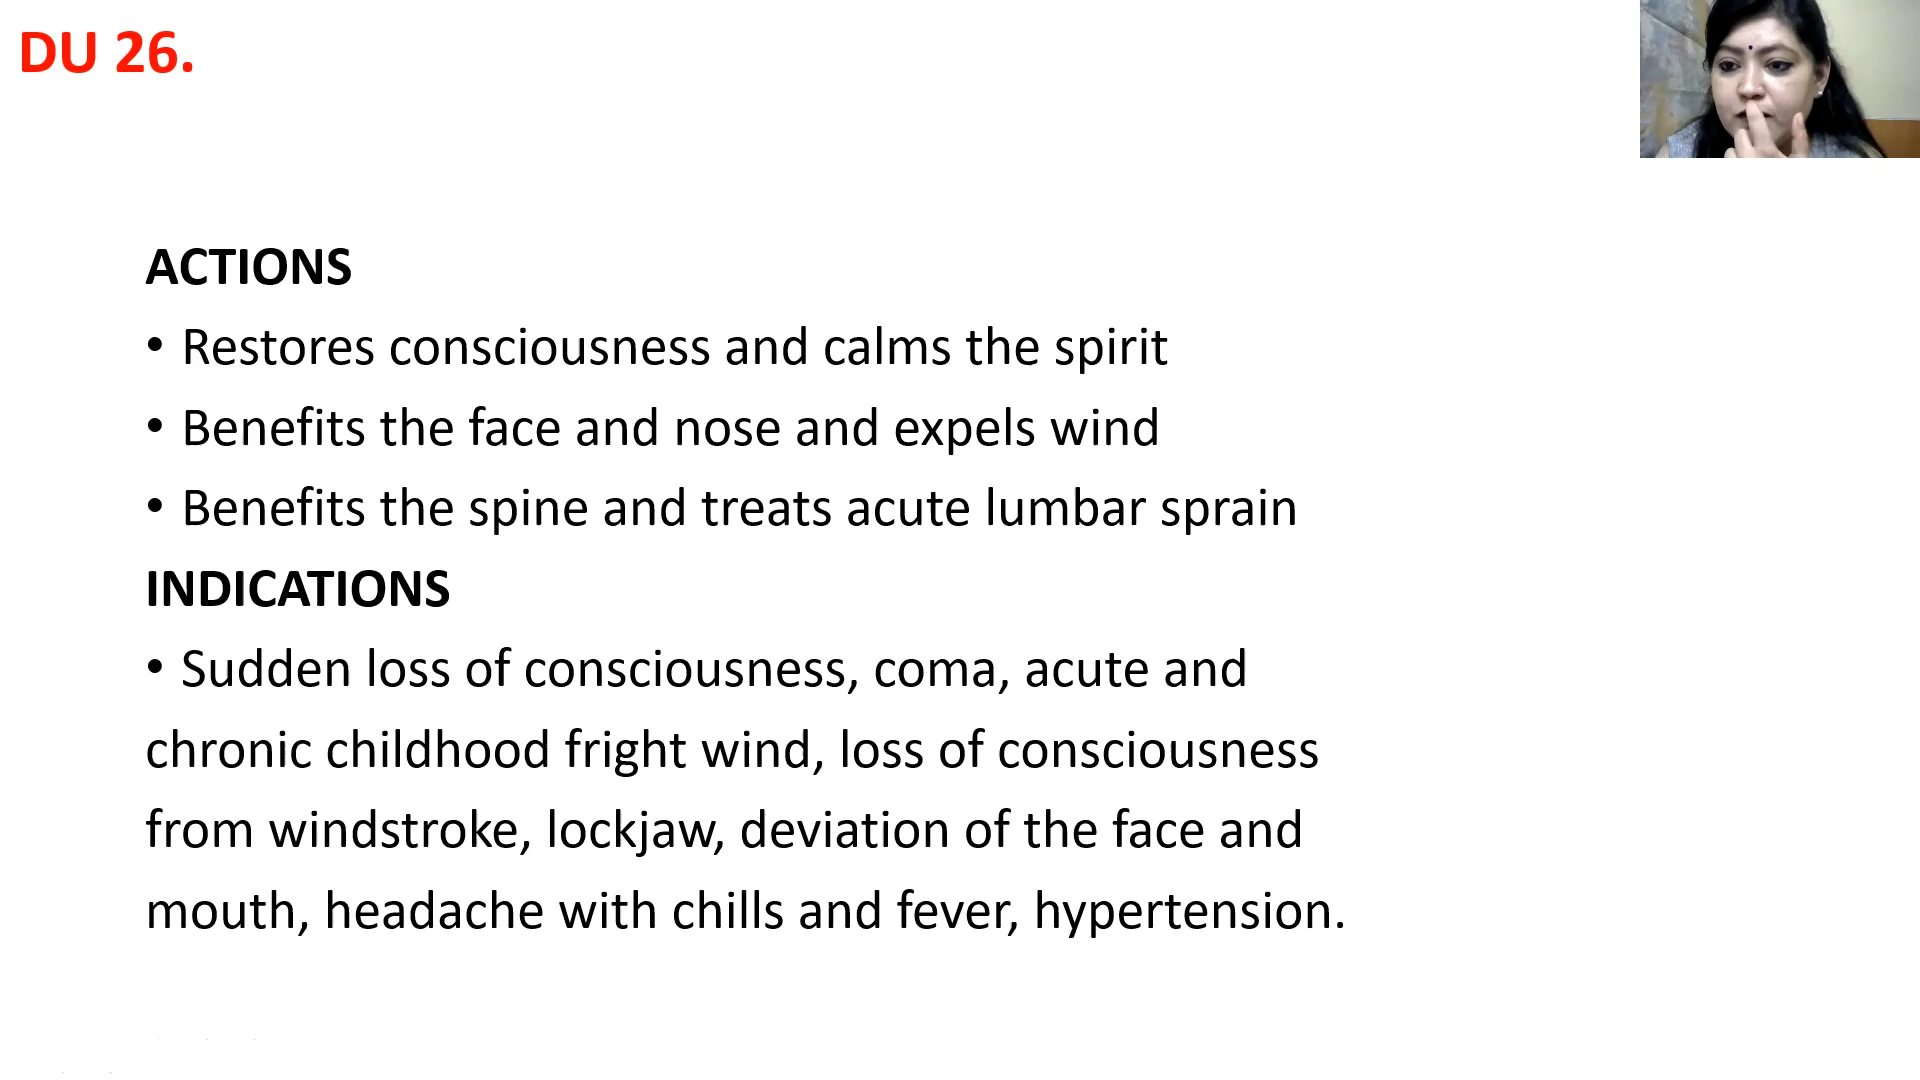 DU 26.
ACTIONS
• Restores consciousness and calms the spirit
• Benefits the face and nose and expels wind
• Benefits the spine and treats acute lumbar sprain
INDICATIONS
• Sudden loss of consciousness, coma, acute and
chronic childhood fright wind, loss of consciousness
from windstroke, lockjaw, deviation of the face and
mouth, headache with chills and fever, hypertension.